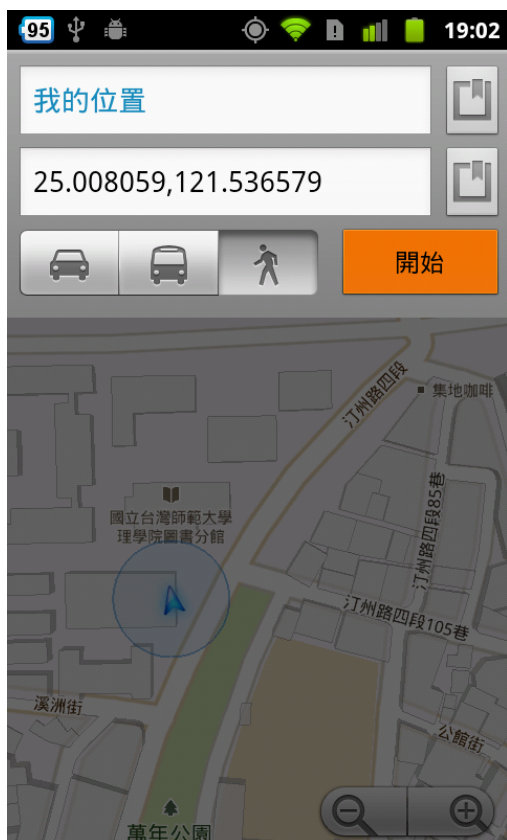 95
19:02
我的位置
25.008059,121.536579
開始
汀州路四段
集地咖啡
國立台灣師範大學
理學院圖書分館
汀州路四段85巷
汀州路四段105巷
溪洲街
公館街
萬年公園